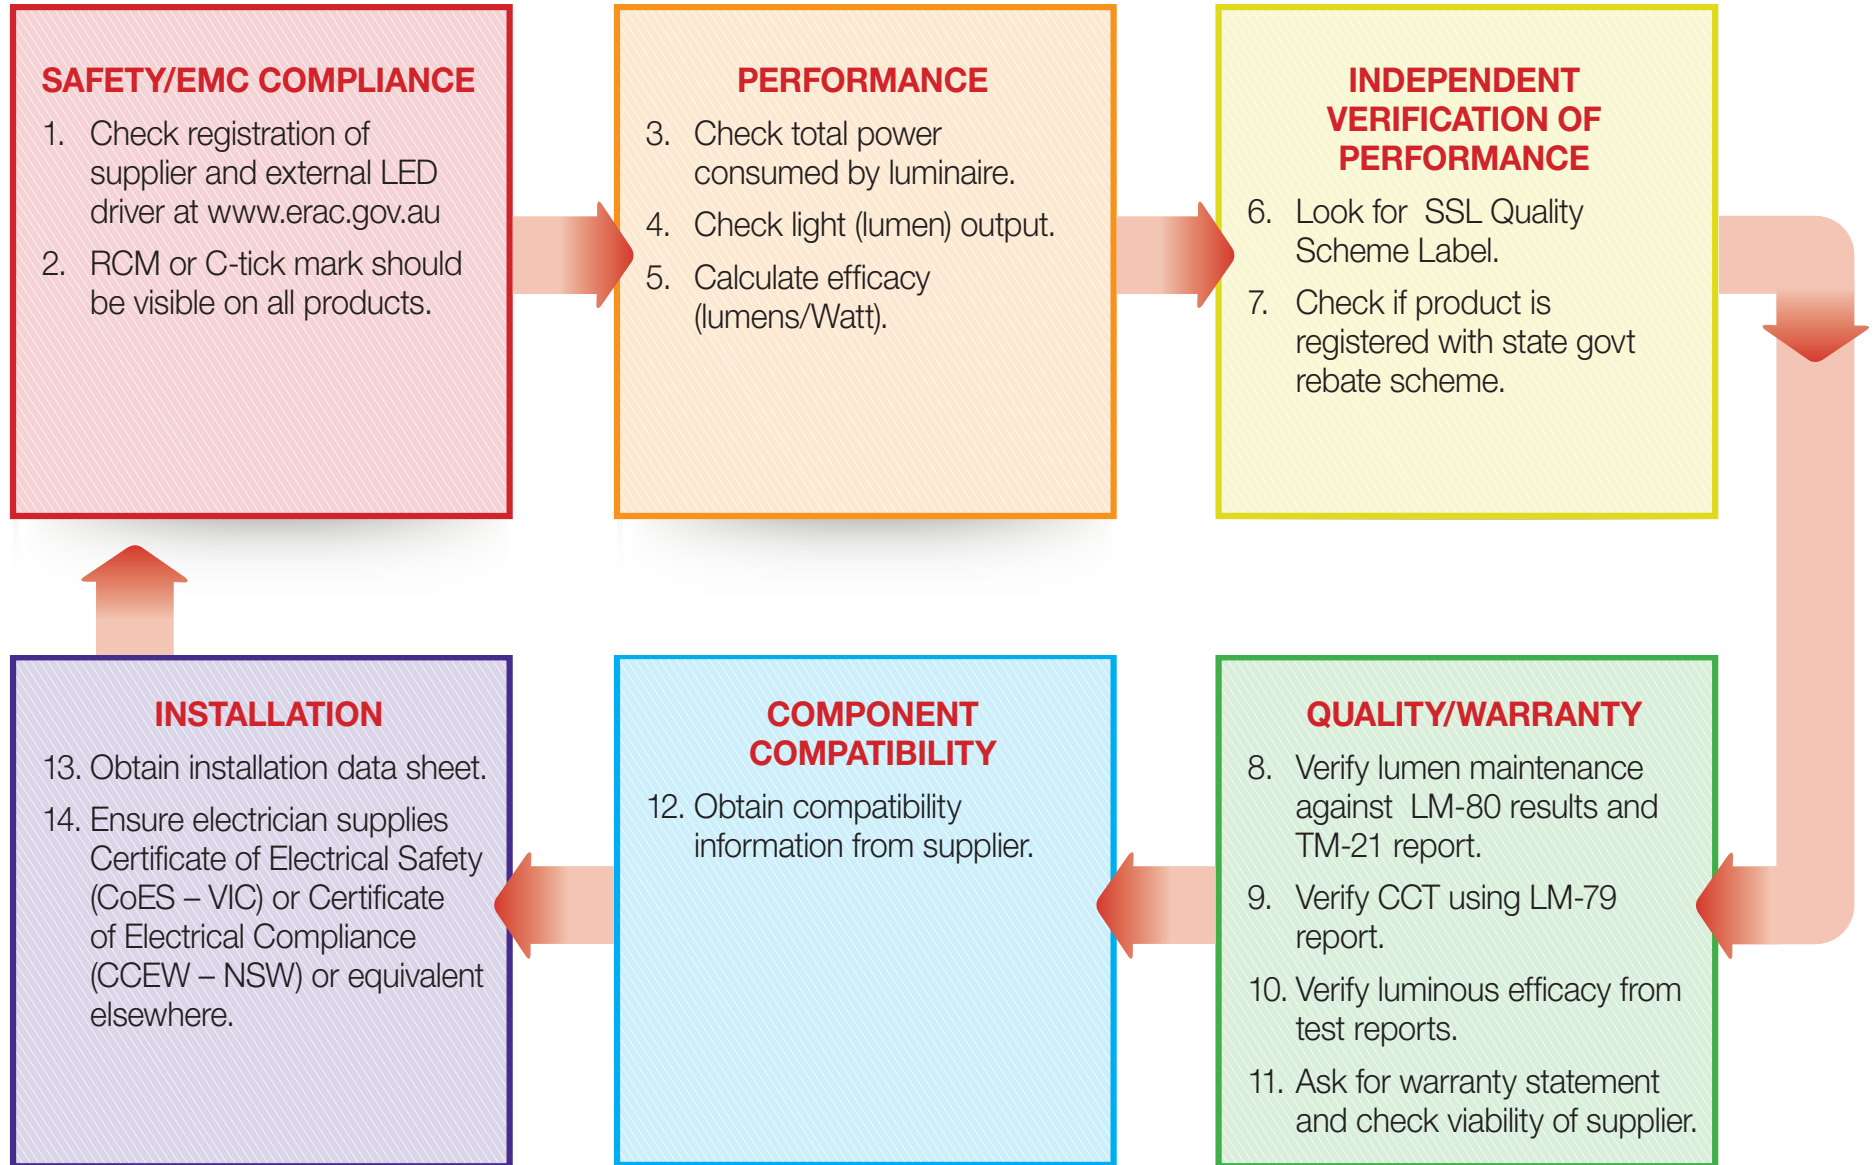 SAFETY/EMC COMPLIANCE
1. Check registration of
supplier and external LED
driver at www.erac.gov.au
2. RCM or C-tick mark should
be visible on all products.
PERFORMANCE
3. Check total power
consumed by luminaire.
4. Check light (lumen) output.
5. Calculate efficacy
(lumens/Watt).
INDEPENDENT
VERIFICATION OF
PERFORMANCE
6. Look for SSL Quality
Scheme Label.
7. Check if product is
registered with state govt
rebate scheme.
QUALITY/WARRANTY
8. Verify lumen maintenance
against LM-80 results and
TM-21 report.
9. Verify CCT using LM-79
report.
10. Verify luminous efficacy from
test reports.
11. Ask for warranty statement
and check viability of supplier.
COMPONENT
COMPATIBILITY
12. Obtain compatibility
information from supplier.
INSTALLATION
13. Obtain installation data sheet.
14. Ensure electrician supplies
Certificate of Electrical Safety
(CoES – VIC) or Certificate
of Electrical Compliance
(CCEW – NSW) or equivalent
elsewhere.